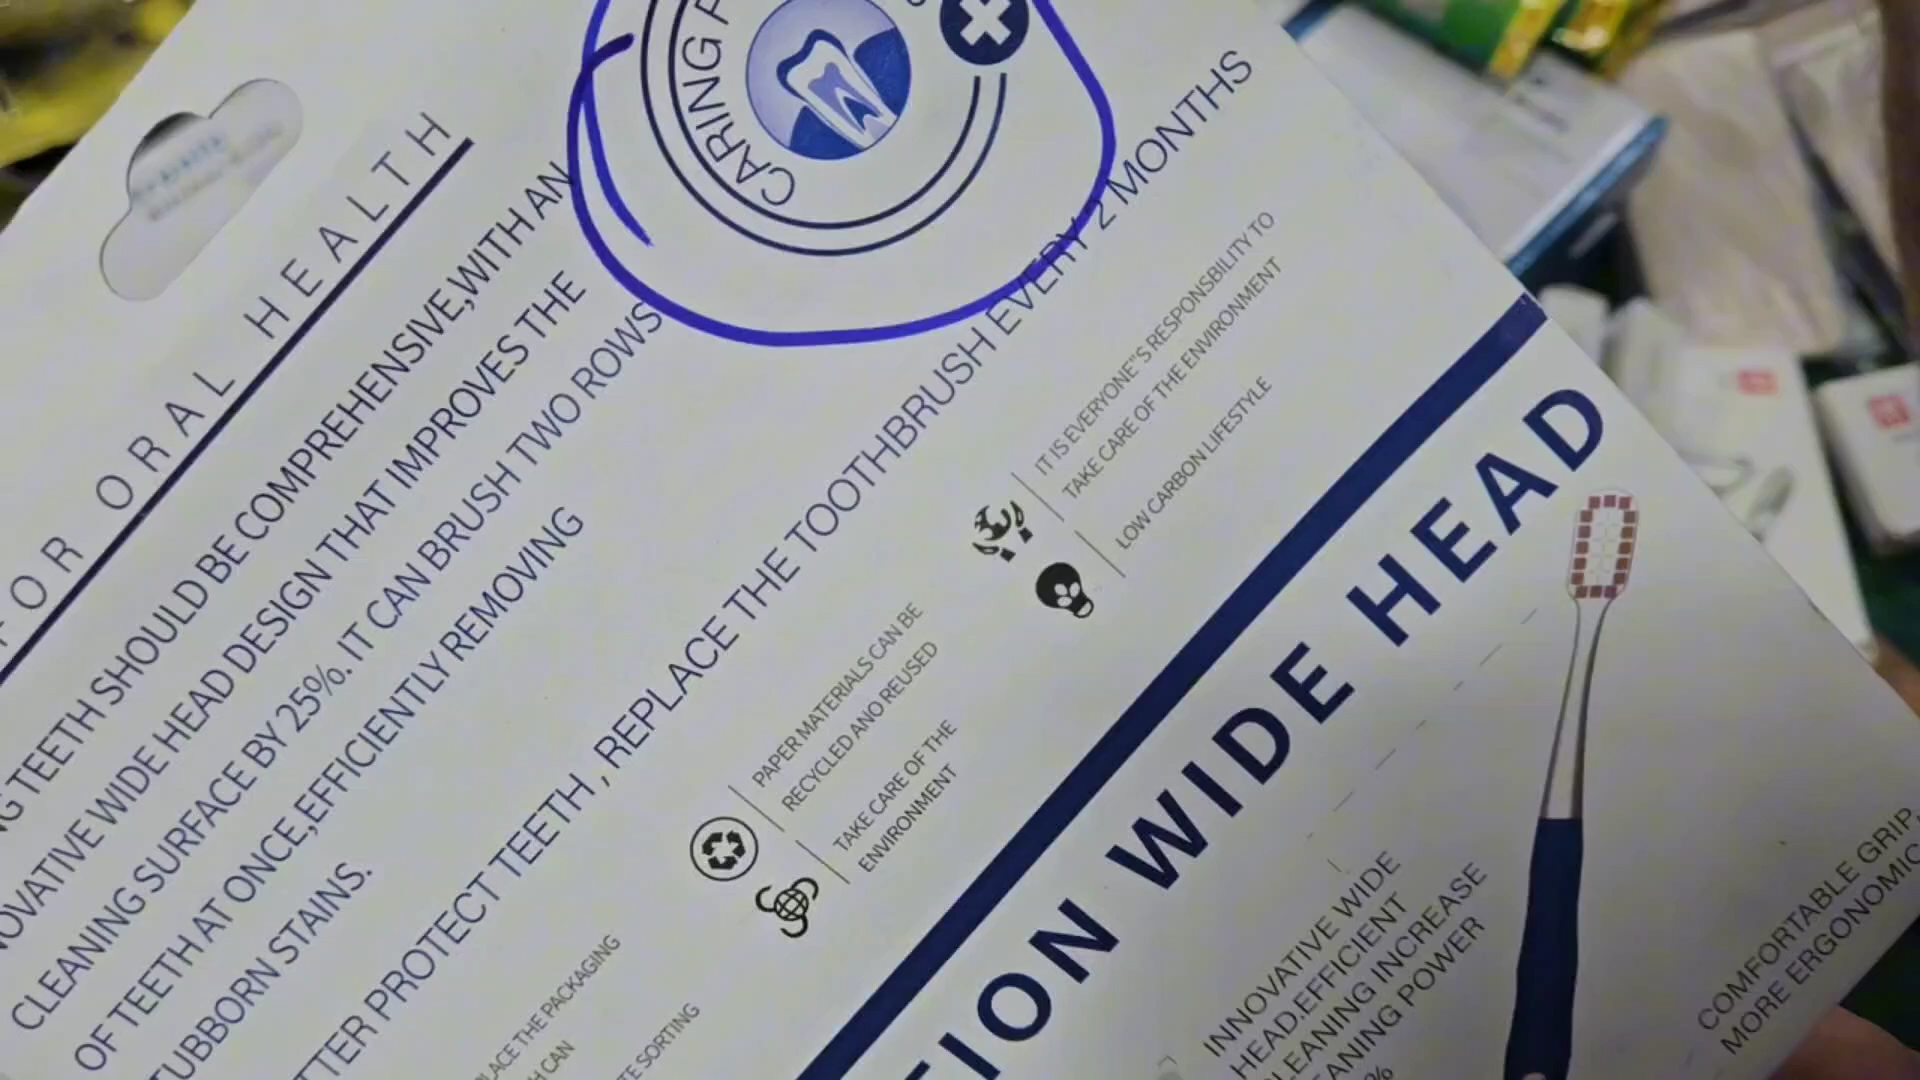 CARING
FOR ORAL HEALTH
TEETH SHOULD BE COMPREHENSIVE,WITH AN
WIDE HEAD DESIGN THAT IMPROVES THE
CLEANING SURFACE BY 25%. IT CAN BRUSH TWO ROWS
OF TEETH AT ONCE,EFFICIENTLY REMOVING
TUBBORN STAINS.
TTER PROTECT TEETH , REPLACE THE TOOTHBRUSH EVERY 2 MONTHS
IT IS EVERYONE"S RESPONSBILITY TO
TAKE CARE OF THE ENVIRONMENT
LOW CARBON LIFESTYLE
PAPER MATERIALS CAN BE
RECYCLED ANO REUSED
TAKE CARE OF THE
ENVIRONMENT
LACE THE PACKAGING
CAN
SORTING
TION WIDE HEAD
INNOVATIVE WIDE
HEAD.EFFICIENT
LEANING INCREASE
ANING POWER
%
COMFORTABLE GRIP,
MORE ERGONOMIC